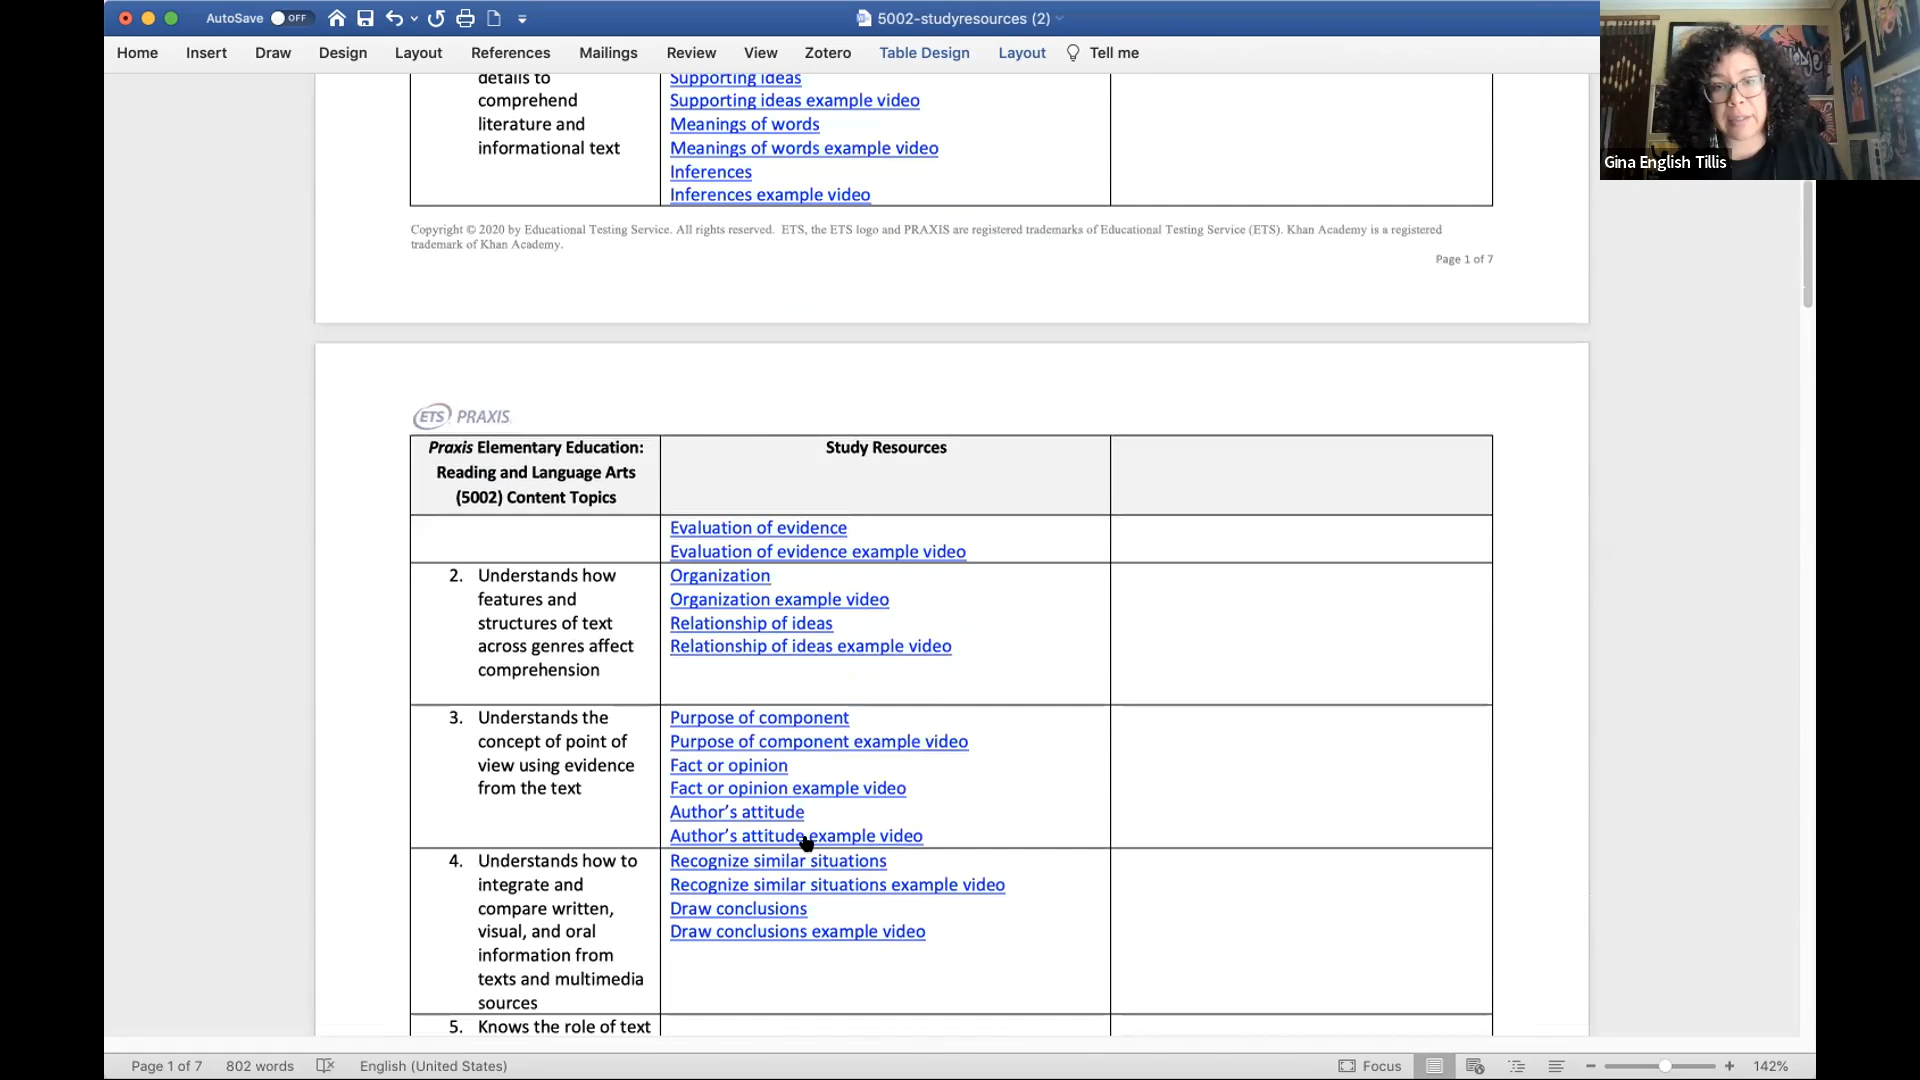 AutoSave OFF
5002-studyresources (2)
Home Insert Draw Design Layout References Mailings Review View Zotero Table Design Layout Tell me
Gina English Tillis
details to
comprehend
literature and
informational text
Supporting ideas
Supporting ideas example video
Meanings of words
Meanings of words example video
Inferences
Inferences example video
Copyright © 2020 by Educational Testing Service. All rights reserved. ETS, the ETS logo and PRAXIS are registered trademarks of Educational Testing Service (ETS). Khan Academy is a registered
trademark of Khan Academy.
Page 1 of 7
ETS PRAXIS
Praxis Elementary Education:
Reading and Language Arts
(5002) Content Topics
Study Resources
Evaluation of evidence
Evaluation of evidence example video
2. Understands how
features and
structures of text
across genres affect
comprehension
Organization
Organization example video
Relationship of ideas
Relationship of ideas example video
3. Understands the
concept of point of
view using evidence
from the text
Purpose of component
Purpose of component example video
Fact or opinion
Fact or opinion example video
Author’s attitude
Author’s attitude example video
4. Understands how to
integrate and
compare written,
visual, and oral
information from
texts and multimedia
sources
Recognize similar situations
Recognize similar situations example video
Draw conclusions
Draw conclusions example video
5. Knows the role of text
Page 1 of 7 802 words English (United States) Focus 142%